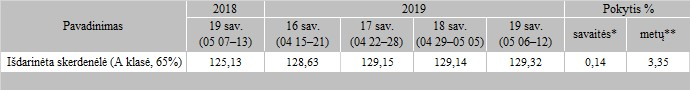 Pavadinimas 2018 2019 Pokytis %
19 sav. (05 07–13) 16 sav. (04 15–21) 17 sav. (04 22–28) 18 sav. (04 29–05 05) 19 sav. (05 06–12) savaitės* metų**
Išdarinėta skerdenėlė (A klasė, 65%) 125,13 128,63 129,15 129,14 129,32 0,14 3,35